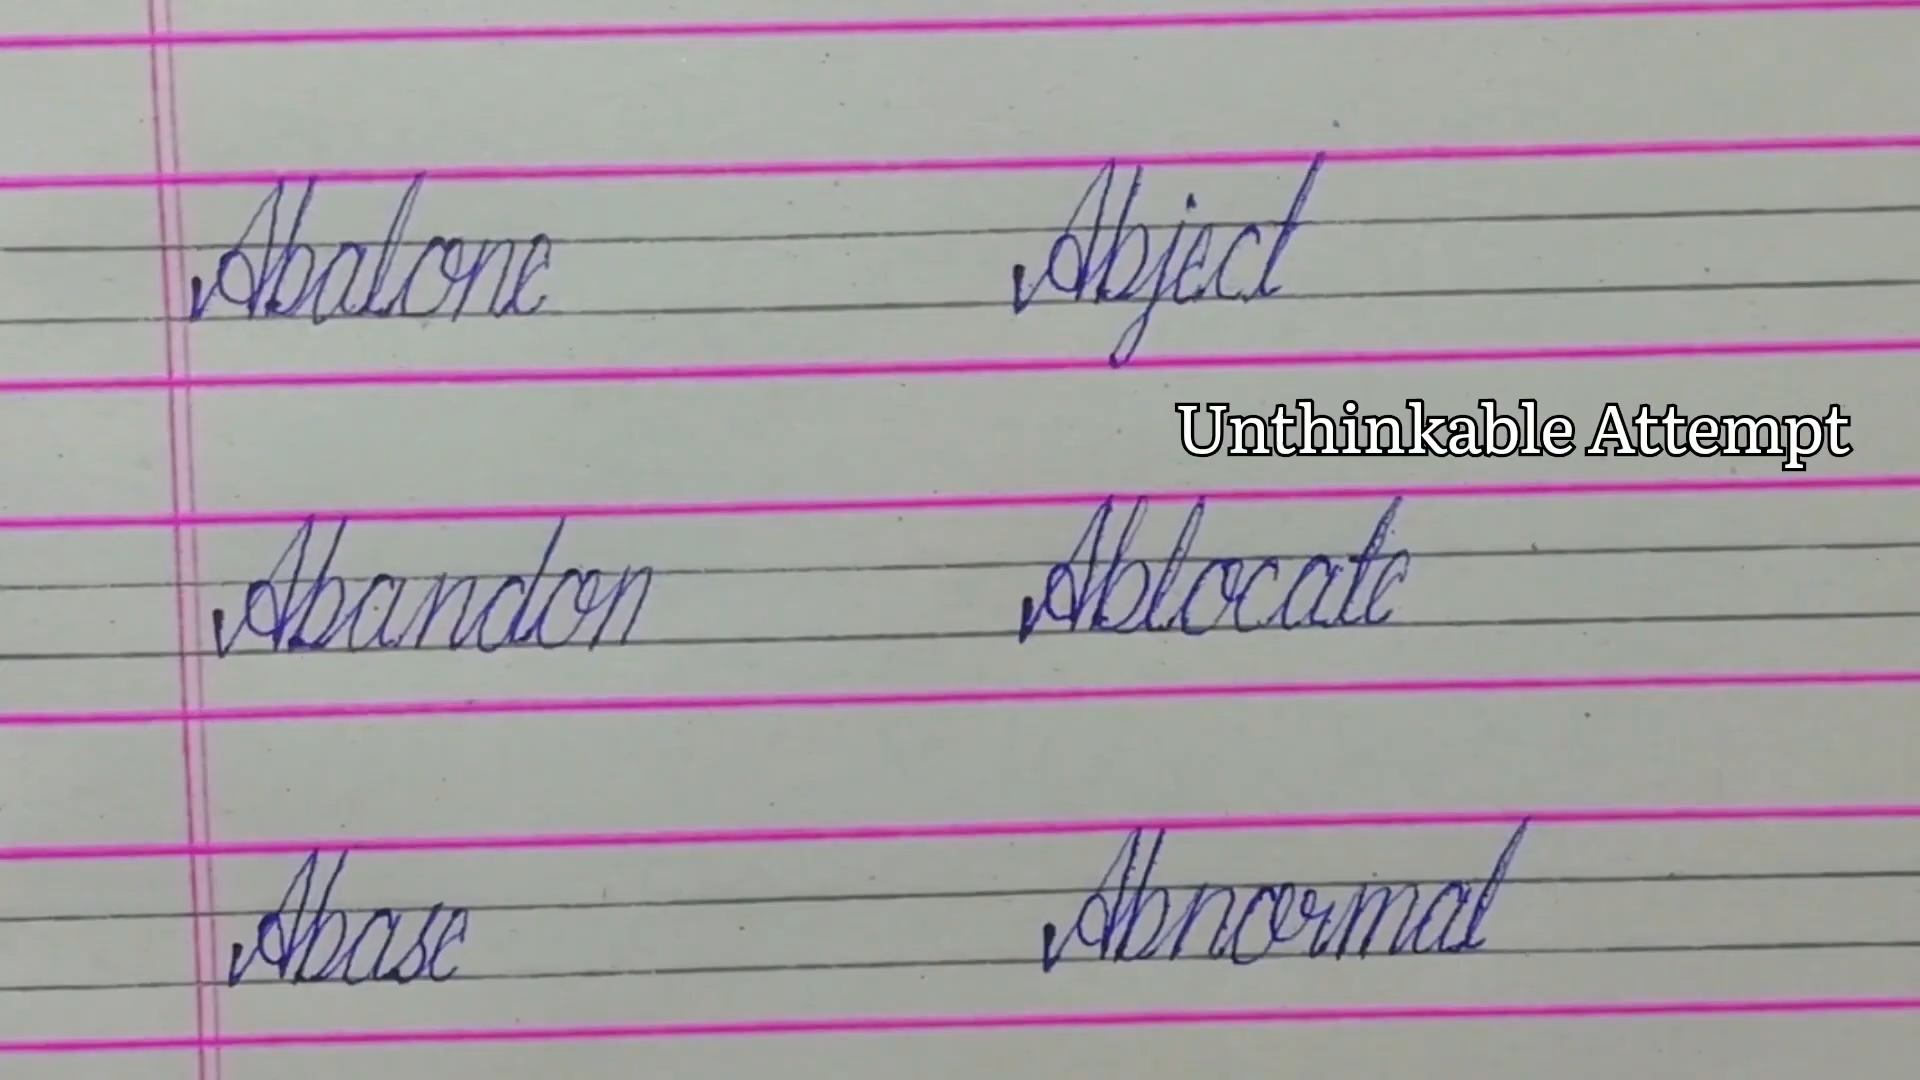 Abalone Abject
Unthinkable Attempt
Abandon Ablocate
Abase Abnormal